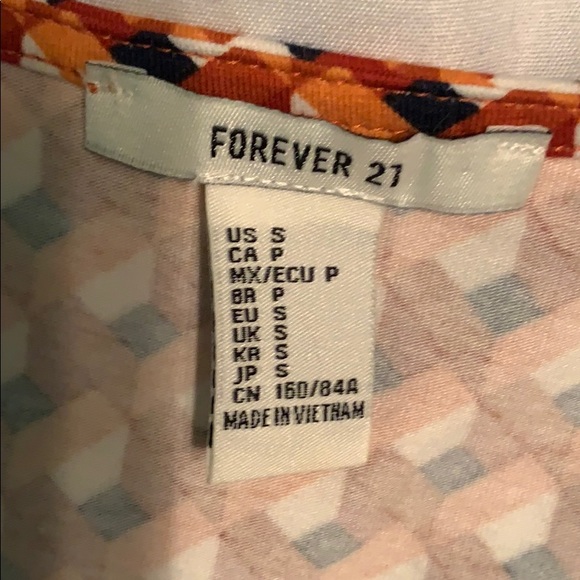 FOREVER 21
US S
CA P
MX/ECU P
BR P
EU S
UK S
KR S
JP S
CN 160/84A
MADE IN VIETNAM